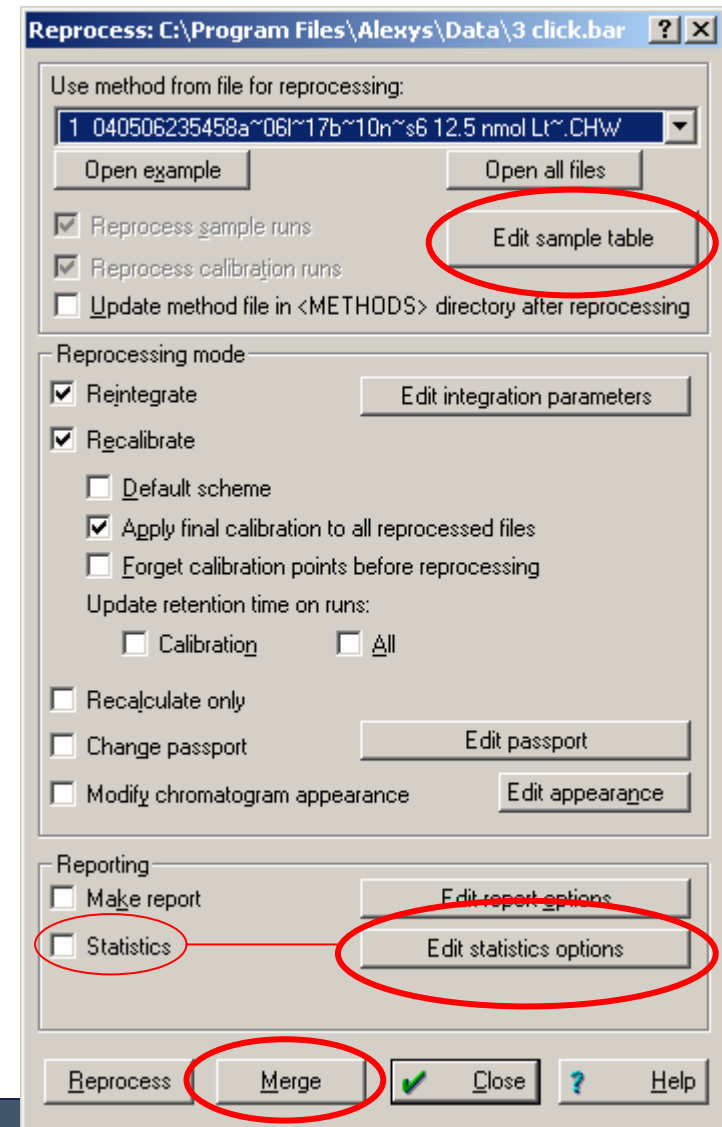 Reprocess: C:\Program Files\Alexys\Data\3 click.bar ? X
Use method from file for reprocessing:
1 040506235458a~06l~17b~10n~s6 12.5 nmol Lt~.CHW
Open example Open all files
Reprocess sample runs Edit sample table
Reprocess calibration runs
Update method file in <METHODS> directory after reprocessing
Reprocessing mode
Reintegrate Edit integration parameters
Recalibrate
Default scheme
Apply final calibration to all reprocessed files
Forget calibration points before reprocessing
Update retention time on runs:
Calibration All
Recalculate only
Change passport Edit passport
Modify chromatogram appearance Edit appearance
Reporting
Make report Edit report options
Statistics Edit statistics options
Reprocess Merge Close ? Help